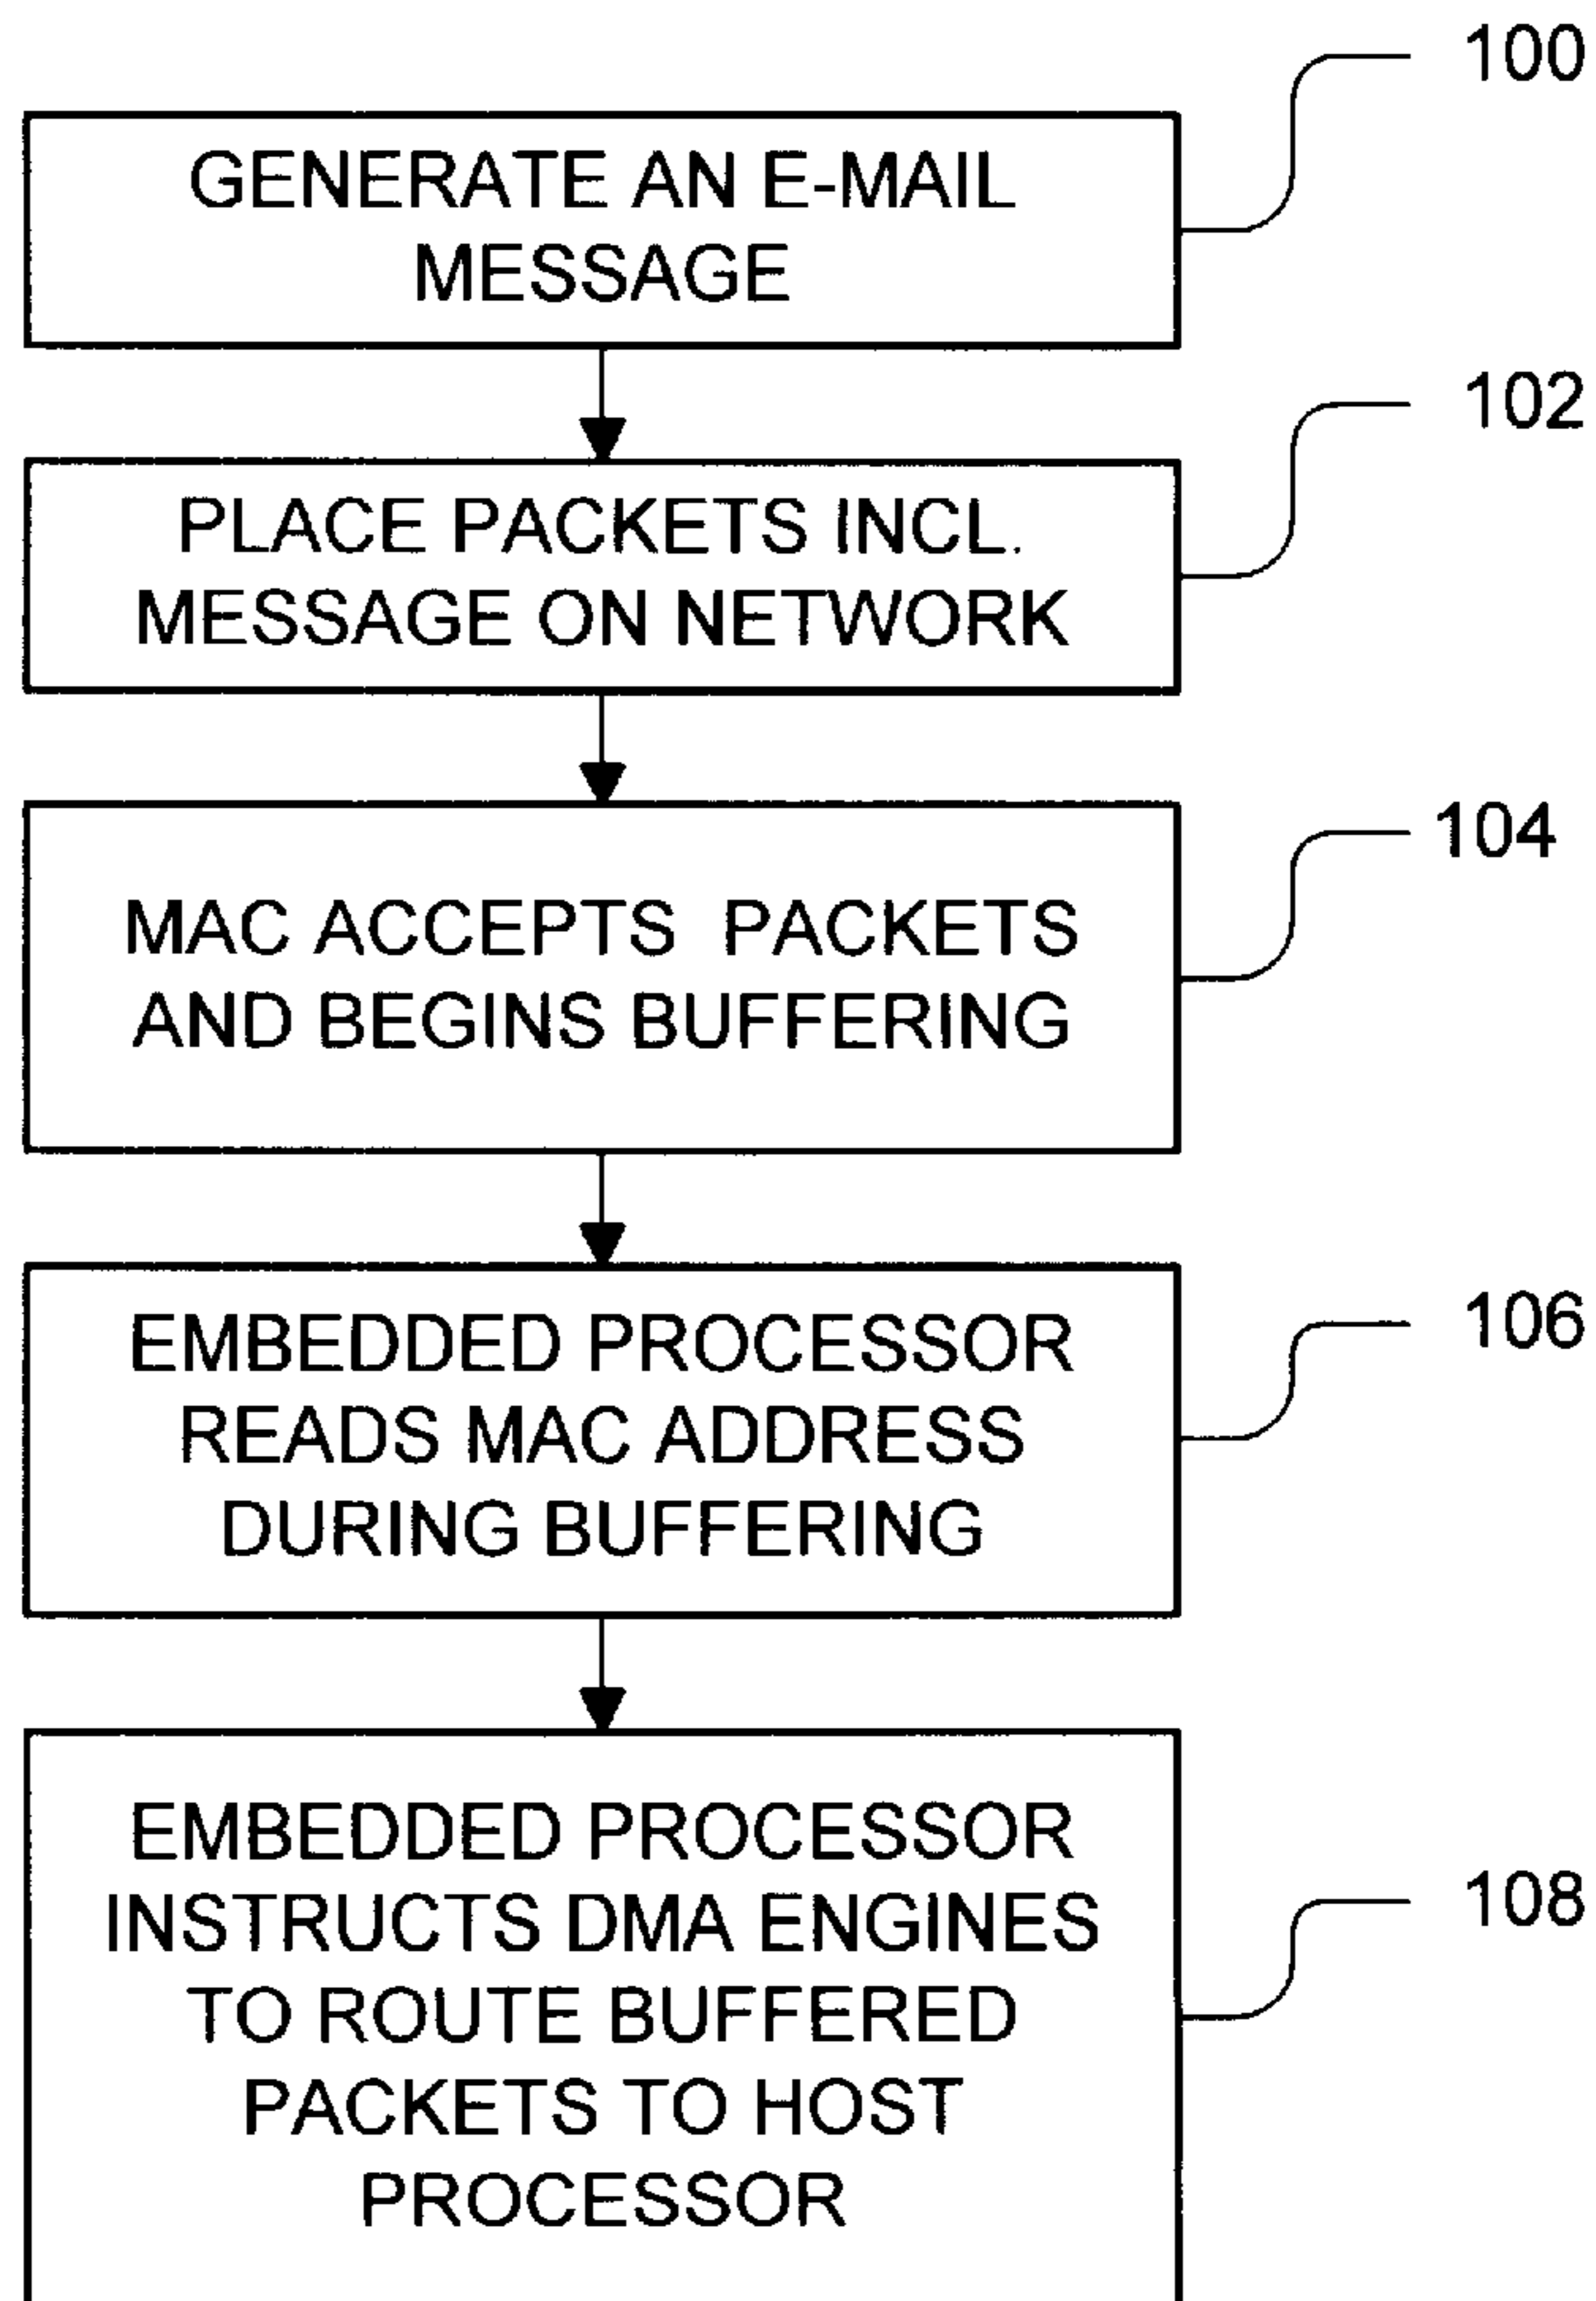 100
GENERATE AN E-MAIL
MESSAGE
102
PLACE PACKETS INCL.
MESSAGE ON NETWORK
104
MAC ACCEPTS PACKETS
AND BEGINS BUFFERING
106
EMBEDDED PROCESSOR
READS MAC ADDRESS
DURING BUFFERING
108
EMBEDDED PROCESSOR
INSTRUCTS DMA ENGINES
TO ROUTE BUFFERED
PACKETS TO HOST
PROCESSOR